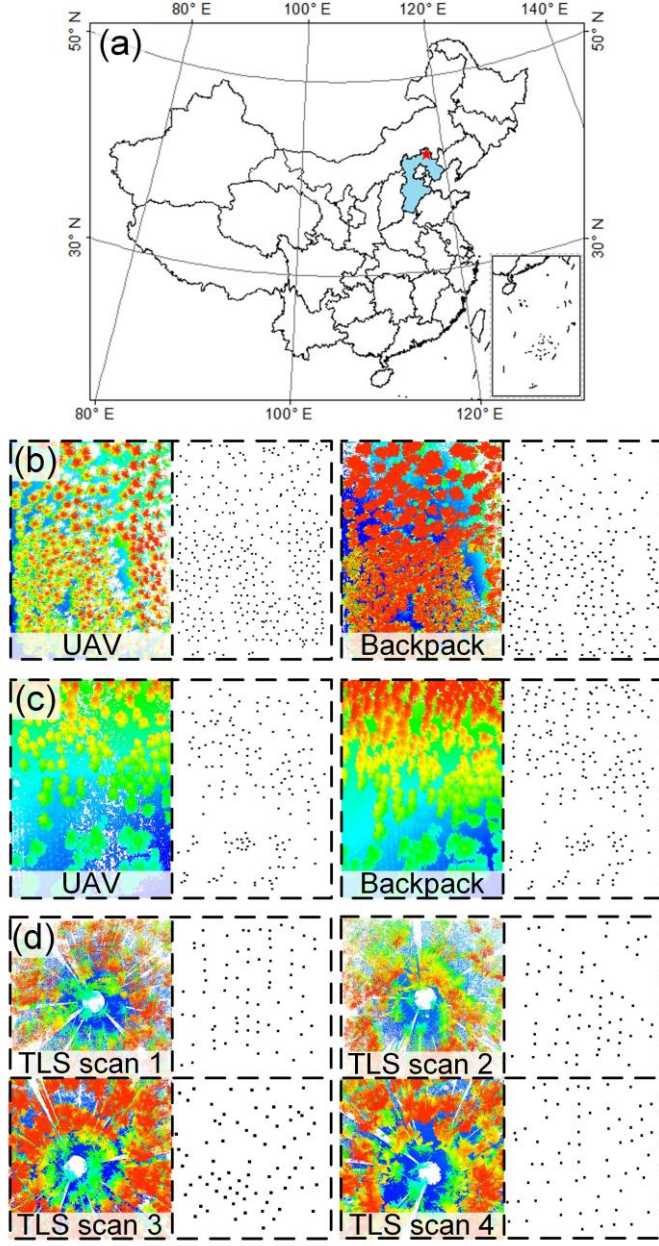 80° E 100° E 120° E 140° E
50° N 50° N
(a)
30° N 30° N
80° E 100° E 120° E
(b)
UAV Backpack
(c)
UAV Backpack
(d)
TLS scan 1 TLS scan 2
TLS scan 3 TLS scan 4